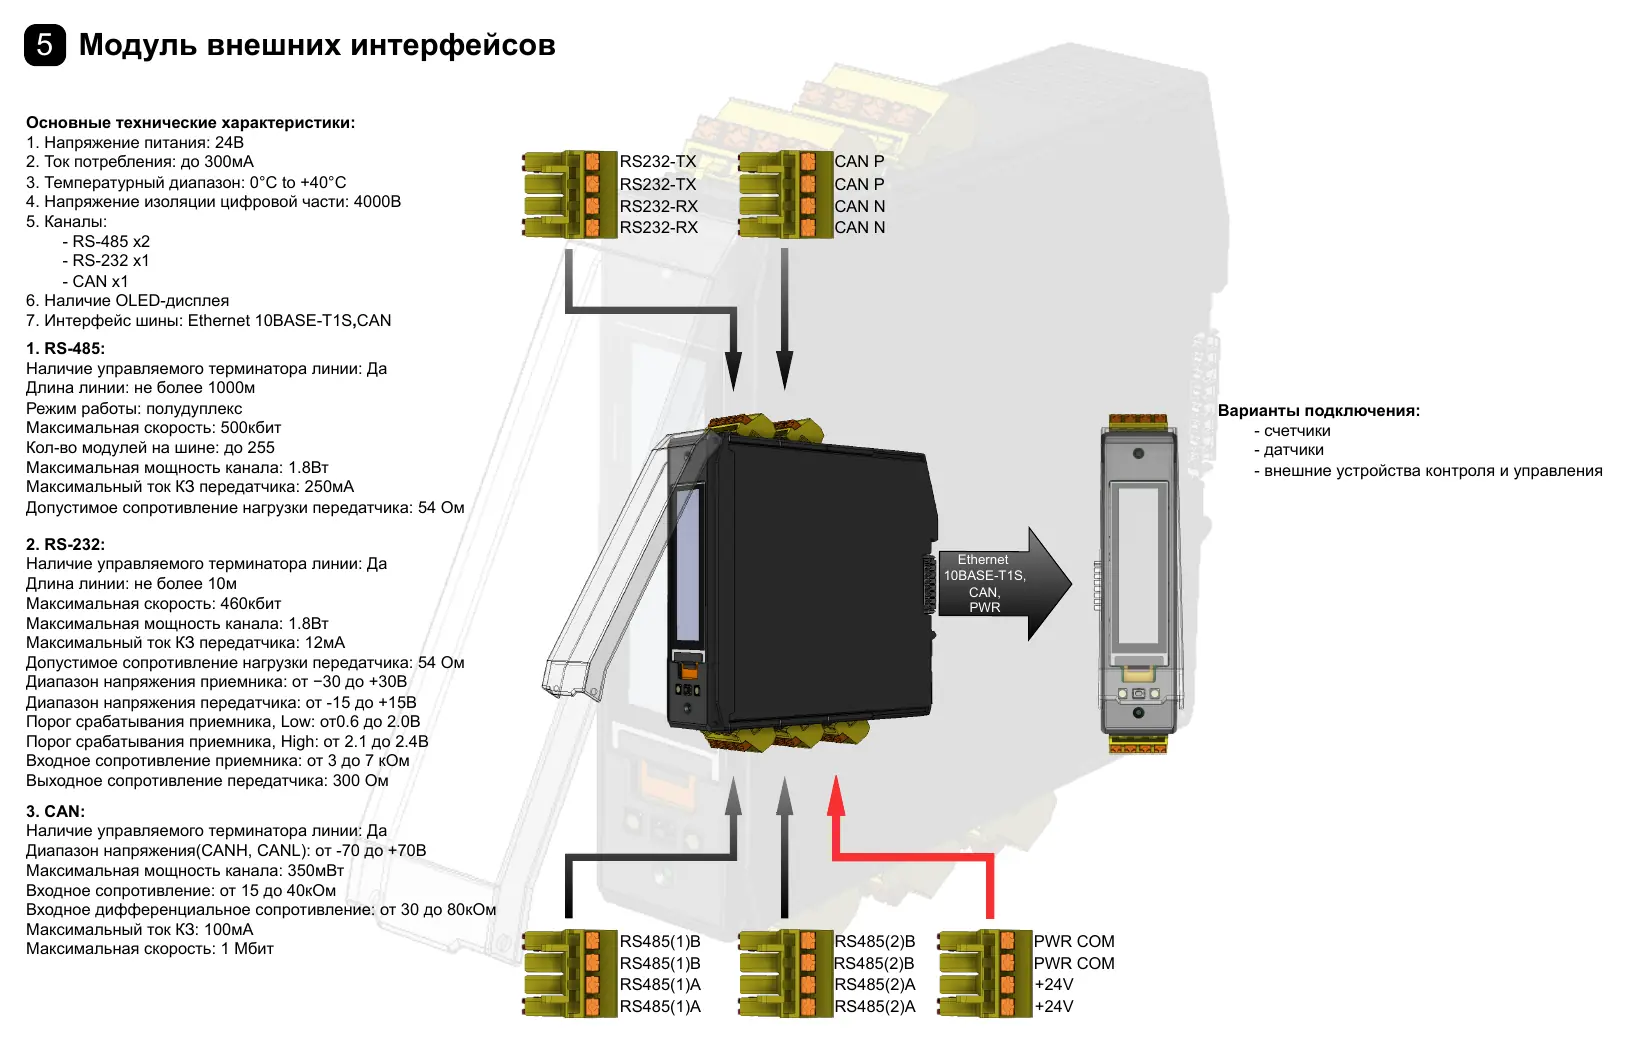 5 Модуль внешних интерфейсов
Основные технические характеристики:
1. Напряжение питания: 24В
2. Ток потребления: до 300мА
3. Температурный диапазон: 0°C to +40°C
4. Напряжение изоляции цифровой части: 4000В
5. Каналы:
- RS-485 x2
- RS-232 x1
- CAN x1
6. Наличие OLED-дисплея
7. Интерфейс шины: Ethernet 10BASE-T1S,CAN
1. RS-485:
Наличие управляемого терминатора линии: Да
Длина линии: не более 1000м
Режим работы: полудуплекс
Максимальная скорость: 500кбит
Кол-во модулей на шине: до 255
Максимальная мощность канала: 1.8Вт
Максимальный ток КЗ передатчика: 250мА
Допустимое сопротивление нагрузки передатчика: 54 Ом
2. RS-232:
Наличие управляемого терминатора линии: Да
Длина линии: не более 10м
Максимальная скорость: 460кбит
Максимальная мощность канала: 1.8Вт
Максимальный ток КЗ передатчика: 12мА
Допустимое сопротивление нагрузки передатчика: 54 Ом
Диапазон напряжения приемника: от −30 до +30В
Диапазон напряжения передатчика: от -15 до +15В
Порог срабатывания приемника, Low: от0.6 до 2.0В
Порог срабатывания приемника, High: от 2.1 до 2.4В
Входное сопротивление приемника: от 3 до 7 кОм
Выходное сопротивление передатчика: 300 Ом
3. CAN:
Наличие управляемого терминатора линии: Да
Диапазон напряжения(CANH, CANL): от -70 до +70В
Максимальная мощность канала: 350мВт
Входное сопротивление: от 15 до 40кОм
Входное дифференциальное сопротивление: от 30 до 80кОм
Максимальный ток КЗ: 100мА
Максимальная скорость: 1 Мбит
RS232-TX
RS232-TX
RS232-RX
RS232-RX
CAN P
CAN P
CAN N
CAN N
Ethernet
10BASE-T1S,
CAN,
PWR
Варианты подключения:
- счетчики
- датчики
- внешние устройства контроля и управления
RS485(1)B
RS485(1)B
RS485(1)A
RS485(1)A
RS485(2)B
RS485(2)B
RS485(2)A
RS485(2)A
PWR COM
PWR COM
+24V
+24V